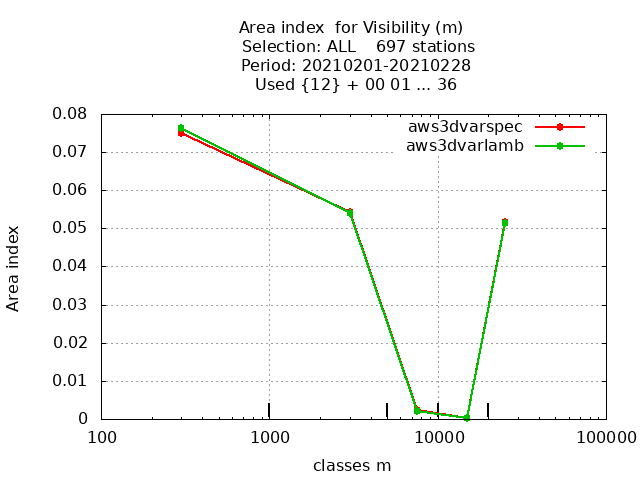 Area index  for Visibility (m)
Selection: ALL    697 stations
Period: 20210201-20210228
Used {12} + 00 01 ... 36
0.08
aws3dvarspec
0.07
aws3dvarlamb
0.06
0.05
0.04
0.03
0.02
0.01
0
Area index
100 1000 10000 100000
classes m